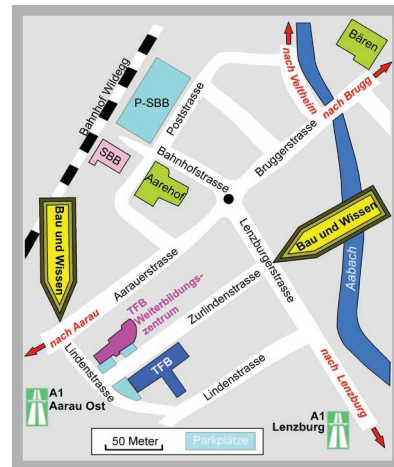 Bären
nach Veltheim
nach Brugg
Bahnhof Wildegg
P-SBB
Poststrasse
SBB
Bahnhofstrasse
Bruggerstrasse
Aarehof
Bau und Wissen
Bau und Wissen
Aabach
Aarauerstrasse
Lenzburgerstrasse
TFB
Weiterbildungs-
zentrum
Zurlindenstrasse
nach Aarau
Lindenstrasse
TFB
Lindenstrasse
nach Lenzburg
A1
Aarau Ost
A1
Lenzburg
50 Meter
Parkplätze